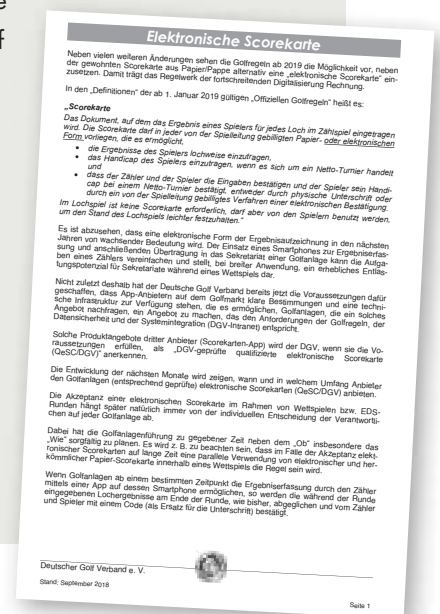 e
f
Elektronische Scorekarte
Neben vielen weiteren Änderungen sehen die Golfregeln ab 2019 die Möglichkeit vor, neben
der gewohnten Scorekarte aus Papier/Pappe alternativ eine „elektronische Scorekarte" ein-
zusetzen. Damit trägt das Regelwerk der fortschreitenden Digitalisierung Rechnung.
In den „Definitionen" der ab 1. Januar 2019 gültigen „Offiziellen Golfregeln" heißt es:
„Scorekarte
Das Dokument, auf dem das Ergebnis eines Spielers für jedes Loch im Zählspiel eingetragen
wird. Die Scorekarte darf in jeder von der Spielleitung gebilligten Papier- oder elektronischen
Form vorliegen, die es ermöglicht,
• die Ergebnisse des Spielers lochweise einzutragen,
• das Handicap des Spielers einzutragen, wenn es sich um ein Netto-Turnier handelt
und
• dass der Zähler und der Spieler die Eingaben bestätigen und der Spieler sein Handi-
cap bei einem Netto-Turnier bestätigt, entweder durch physische Unterschrift oder
durch ein von der Spielleitung gebilligtes Verfahren einer elektronischen Bestätigung.
Im Lochspiel ist keine Scorekarte erforderlich, darf aber von den Spielern benutzt werden,
um den Stand des Lochspiels leichter festzuhalten."
Es ist abzusehen, dass eine elektronische Form der Ergebnisaufzeichnung in den nächsten
Jahren von wachsender Bedeutung wird. Der Einsatz eines Smartphones zur Ergebniserfas-
sung und anschließenden Übertragung in das Sekretariat einer Golfanlage kann die Aufga-
ben eines Zählers vereinfachen und stellt, bei breiter Anwendung, ein erhebliches Entlas-
tungspotenzial für Sekretariate während eines Wettspiels dar.
Nicht zuletzt deshalb hat der Deutsche Golf Verband bereits jetzt die Voraussetzungen dafür
geschaffen, dass App-Anbietern auf dem Golfmarkt klare Bestimmungen und eine techni-
sche Infrastruktur zur Verfügung stehen, die es ermöglichen, Golfanlagen, die ein solches
Angebot nachfragen, ein Angebot zu machen, das den Anforderungen der Golfregeln, der
Datensicherheit und der Systemintegration (DGV-Intranet) entspricht.
Solche Produktangebote dritter Anbieter (Scorekarten-App) wird der DGV, wenn sie die Vo-
raussetzungen erfüllen, als „DGV-geprüfte qualifizierte elektronische Scorekarte
(QeSC/DGV)" anerkennen.
Die Entwicklung der nächsten Monate wird zeigen, wann und in welchem Umfang Anbieter
den Golfanlagen (entsprechend geprüfte) elektronische Scorekarten (QeSC/DGV) anbieten.
Die Akzeptanz einer elektronischen Scorekarte im Rahmen von Wettspielen bzw. EDS-
Runden hängt später natürlich immer von der individuellen Entscheidung der Verantwortli-
chen auf jeder Golfanlage ab.
Dabei hat die Golfanlagenführung zu gegebener Zeit neben dem „Ob" insbesondere das
„Wie" sorgfältig zu planen. Es wird z. B. zu beachten sein, dass im Falle der Akzeptanz elekt-
ronischer Scorekarten auf lange Zeit eine parallele Verwendung von elektronischer und her-
kömmlicher Papier-Scorekarte innerhalb eines Wettspiels die Regel sein wird.
Wenn Golfanlagen ab einem bestimmten Zeitpunkt die Ergebniserfassung durch den Zähler
mittels einer App auf dessen Smartphone ermöglichen, so werden die während der Runde
eingegebenen Lochergebnisse am Ende der Runde, wie bisher, abgeglichen und vom Zähler
und Spieler mit einem Code (als Ersatz für die Unterschrift) bestätigt.
Deutscher Golf Verband e. V.
Stand: September 2018
Seite 1